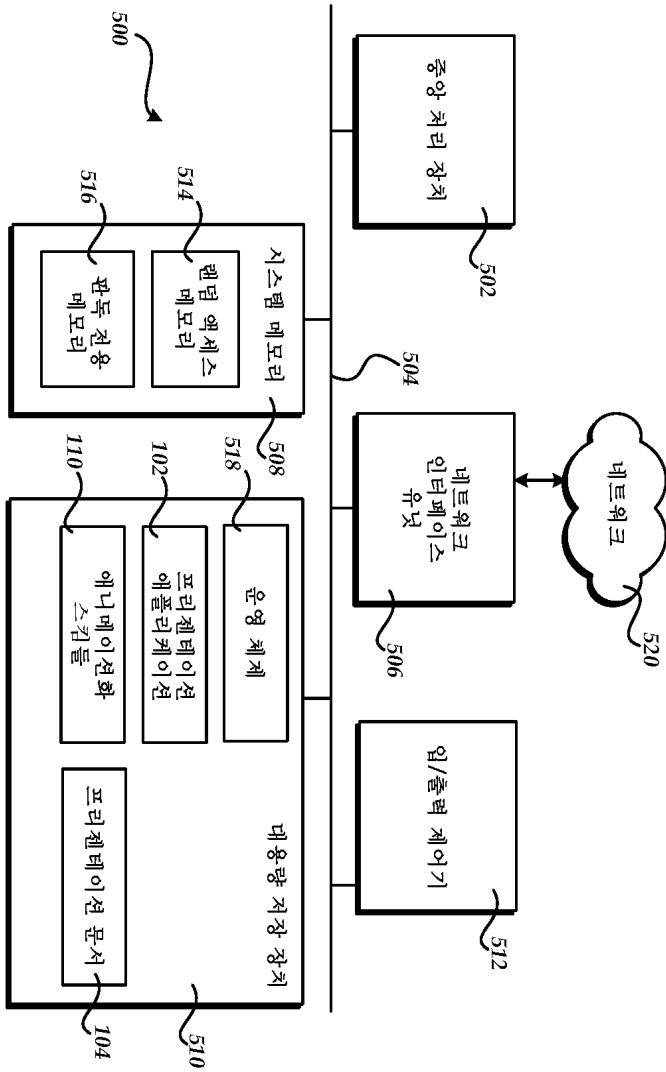 네트워크
520
중앙 처리 장치
502
네트워크
인터페이스
유닛
506
입/출력 제어기
512
504
시스템 메모리
508
랜덤 액세스
메모리
514
판독 전용
메모리
516
대용량 저장 장치
510
운영 체제
518
프리젠테이션
애플리케이션
102
애니메이션화
스킴들
110
프리젠테이션 문서
104
500